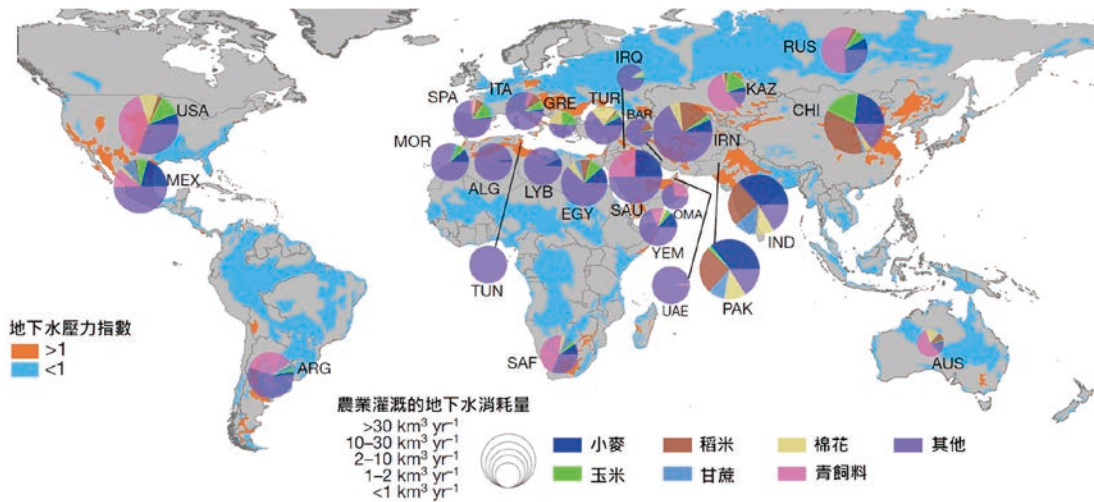 RUS
IRQ
KAZ
USA
ITA
SPA
GRE
TUR
CHI
BAR
IRN
MOR
MEX
ALG
LYB
EGY
SAU
OMA
IND
YEM
TUN
UAE
PAK
地下水壓力指數
>1
<1
SAF
AUS
ARG
農業灌溉的地下水消耗量
>30 km³ yr⁻¹
10–30 km³ yr⁻¹
2–10 km³ yr⁻¹
1–2 km³ yr⁻¹
<1 km³ yr⁻¹
小麥 稻米 棉花 其他
玉米 甘蔗 青飼料